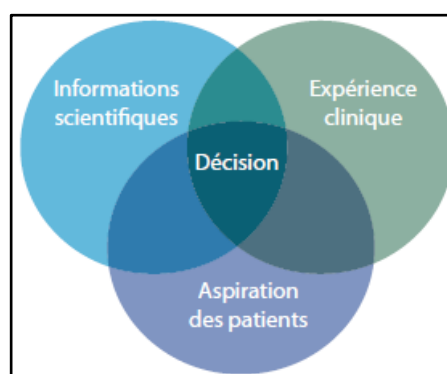 Informations
scientifiques
Expérience
clinique
Décision
Aspiration
des patients